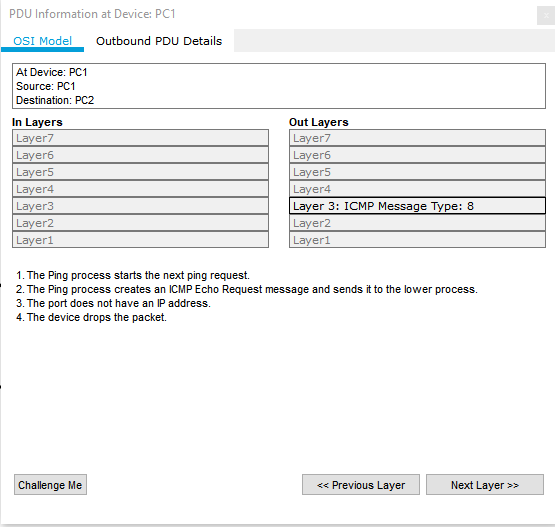 PDU Information at Device: PC1
OSI Model Outbound PDU Details
At Device: PC1
Source: PC1
Destination: PC2
In Layers Out Layers
Layer7 Layer7
Layer6 Layer6
Layer5 Layer5
Layer4 Layer4
Layer3 Layer 3: ICMP Message Type: 8
Layer2 Layer2
Layer1 Layer1
1. The Ping process starts the next ping request.
2. The Ping process creates an ICMP Echo Request message and sends it to the lower process.
3. The port does not have an IP address.
4. The device drops the packet.
Challenge Me << Previous Layer Next Layer >>